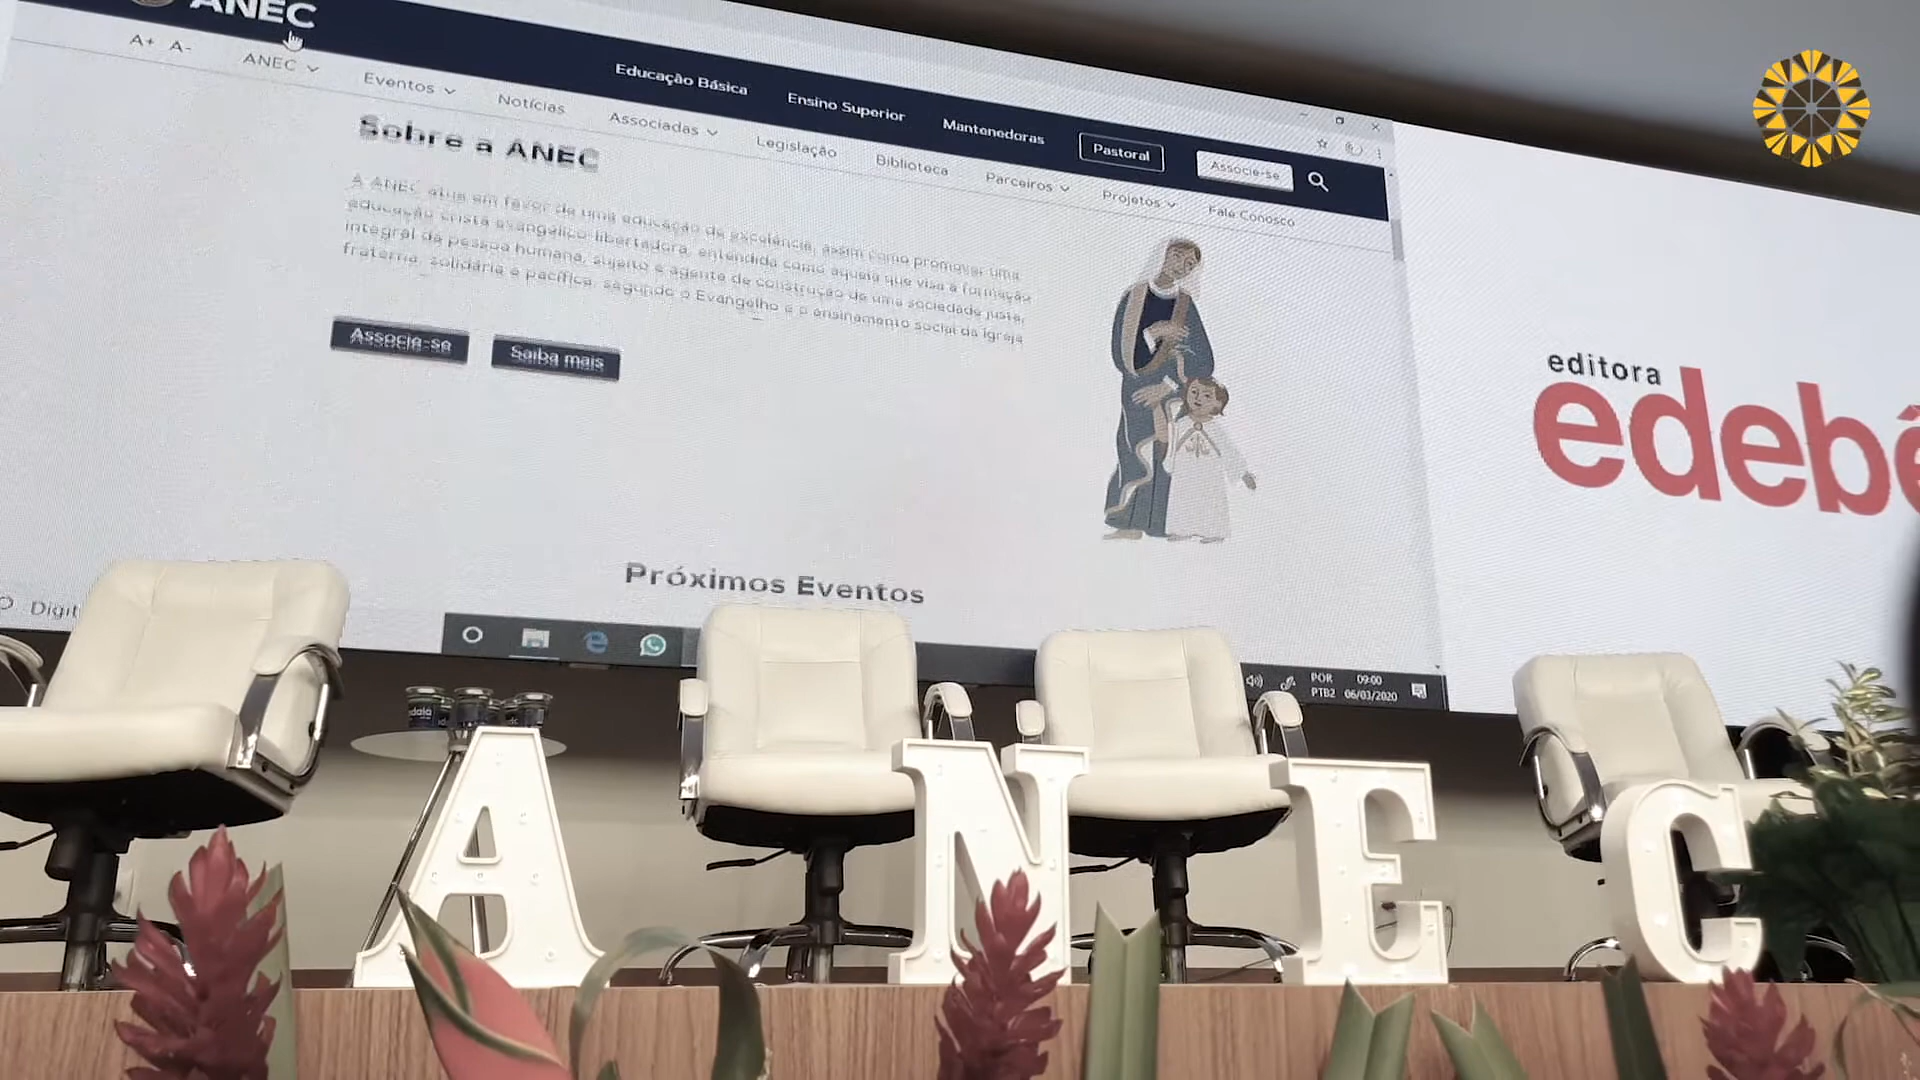 ANEC
A+ A-
ANEC
Eventos
Notícias
Associadas
Legislação
Biblioteca
Parceiros
Projetos
Fale Conosco
Educação Básica
Ensino Superior
Mantenedoras
Pastoral
Associe-se
Sobre a ANEC
A ANEC atua em favor de uma educação de excelência, assim como promover uma
educação cristã evangélico-libertadora, entendida como aquela que visa à formação
integral da pessoa humana, sujeito e agente de construção de uma sociedade justa,
fraterna, solidária e pacífica, segundo o Evangelho e o ensinamento social da Igreja
Associe-se
Saiba mais
Próximos Eventos
Digit
POR
PTB2
09:00
06/03/2020
editora
edebê
A N E C